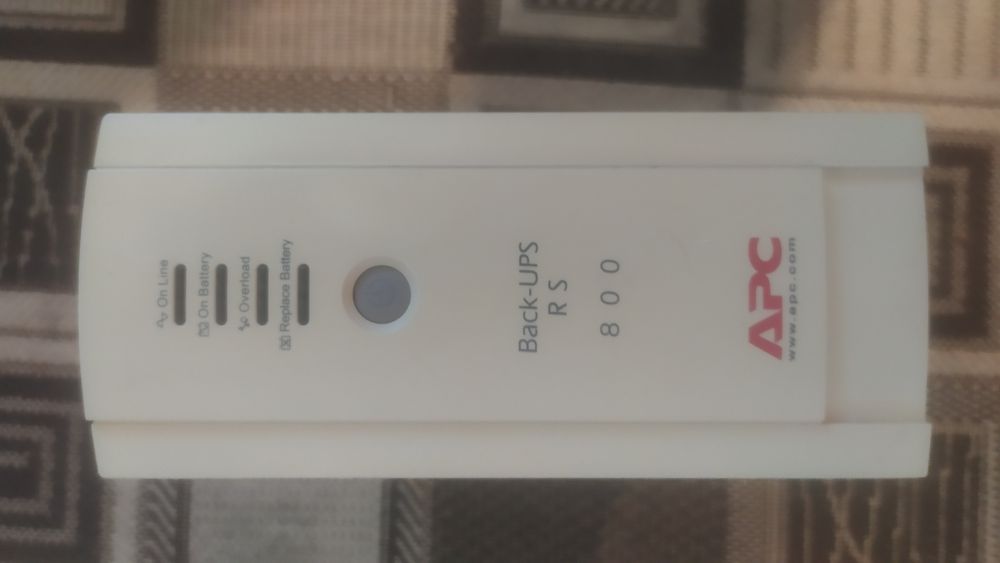 On Line
On Battery
Overload
Replace Battery
Back-UPS
RS
800
APC
www.apc.com